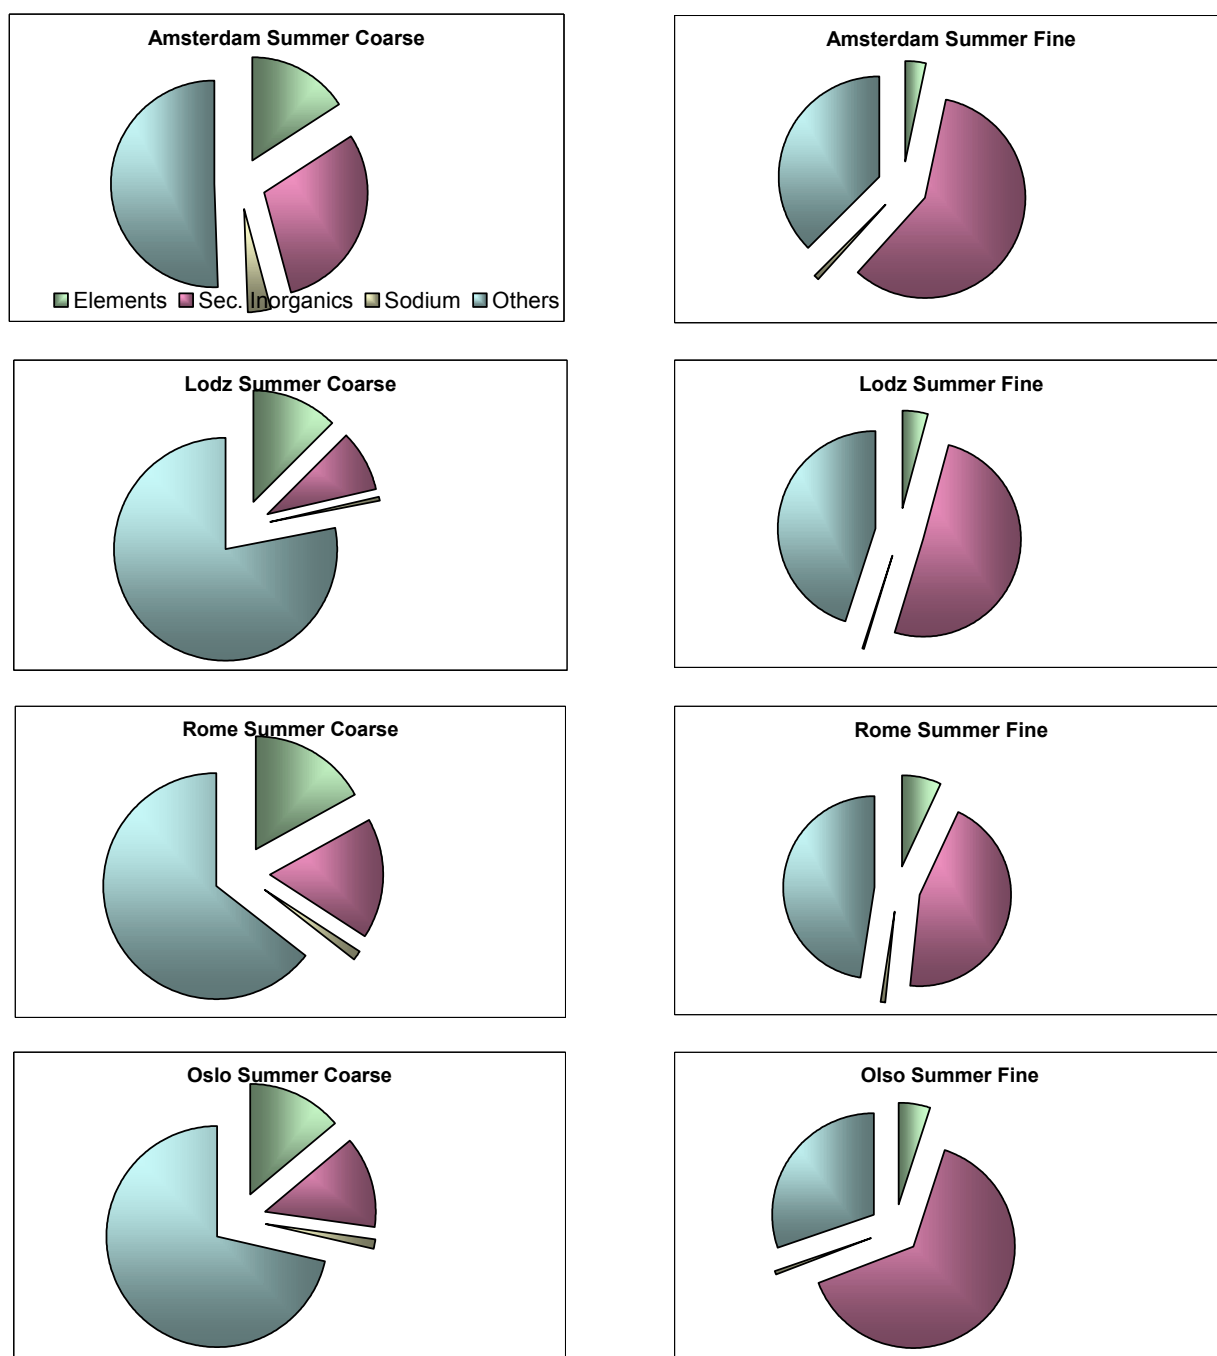 Amsterdam Summer Coarse
Elements Sec. Inorganics Sodium Others
Amsterdam Summer Fine
Lodz Summer Coarse
Lodz Summer Fine
Rome Summer Coarse
Rome Summer Fine
Oslo Summer Coarse
Olso Summer Fine